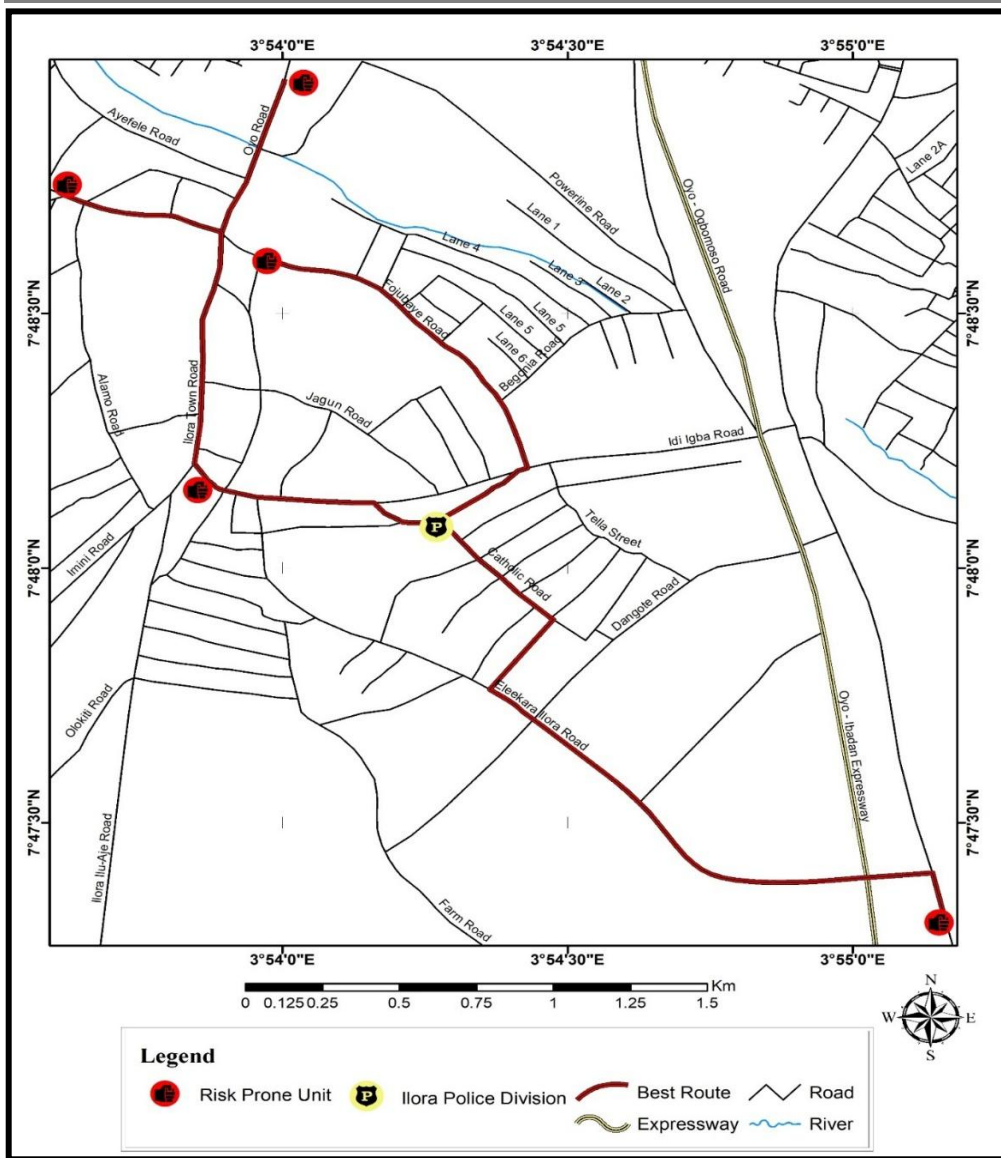 3°54'0"E
3°54'30"E
3°55'0"E
Ayefele Road
Oyo Road
Lane 2A
Powerline Road
Lane 1
Oyo - Ogbomoso Road
Lane 4
Lane 3
Lane 2
7°48'30"N
7°48'30"N
Fojubaye Road
Lane 5
Lane 5
Lane 6
Begonia Road
Alamo Road
Ilora Town Road
Jagun Road
Idi Igba Road
P
Tella Street
Imini Road
7°48'0"N
7°48'0"N
Catholic Road
Dangote Road
Olokiti Road
Eleekara Ilora Road
Oyo - Ibadan Expressway
7°47'30"N
7°47'30"N
Ilora Ilu-Aje Road
Farm Road
3°54'0"E
3°54'30"E
3°55'0"E
0 0.125 0.25 0.5 0.75 1 1.25 1.5 Km
N
W E
S
Legend
Risk Prone Unit
P Ilora Police Division
Best Route
Road
Expressway
River